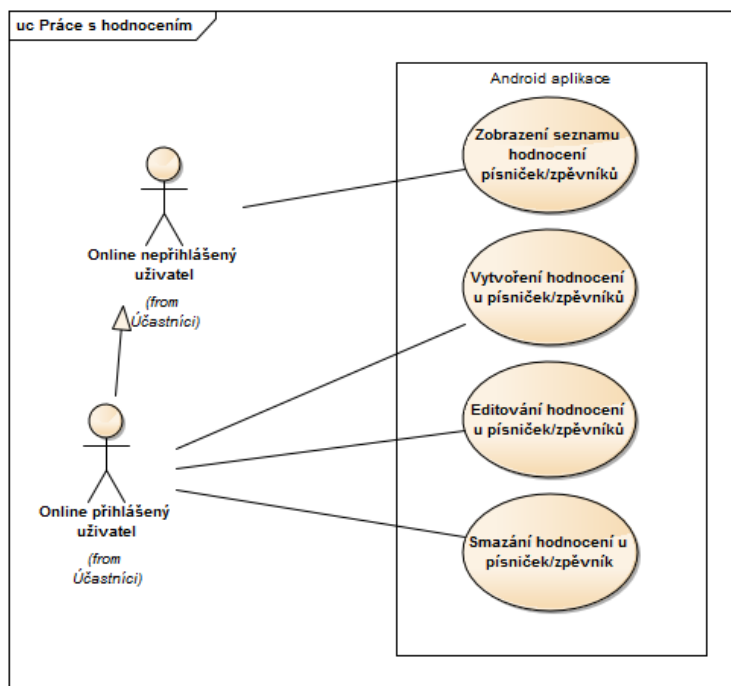 uc Práce s hodnocením
Android aplikace
Zobrazení seznamu
hodnocení
písniček/zpěvníků
Online nepřihlášený
uživatel
(from
Účastníci)
Vytvoření hodnocení
u písniček/zpěvníků
Editování hodnocení
u písniček/zpěvníků
Online přihlášený
uživatel
(from
Účastníci)
Smazání hodnocení u
písniček/zpěvník